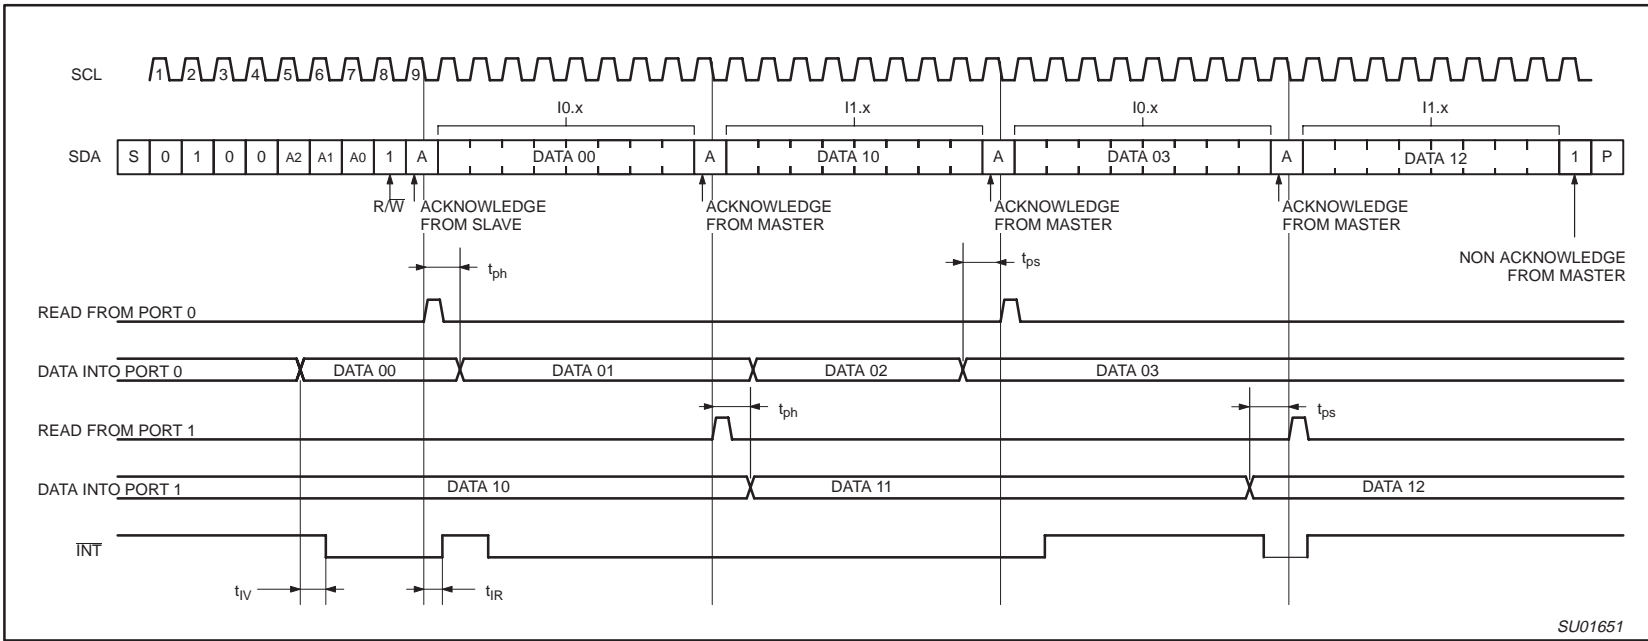 SCL 1 2 3 4 5 6 7 8 9
I0.x I1.x I0.x I1.x
SDA S 0 1 0 0 A2 A1 A0 1 A DATA 00 A DATA 10 A DATA 03 A DATA 12 1 P
R/W ACKNOWLEDGE FROM SLAVE
ACKNOWLEDGE FROM MASTER
ACKNOWLEDGE FROM MASTER
ACKNOWLEDGE FROM MASTER
NON ACKNOWLEDGE FROM MASTER
tph tps
READ FROM PORT 0
DATA INTO PORT 0 DATA 00 DATA 01 DATA 02 DATA 03
tph tps
READ FROM PORT 1
DATA INTO PORT 1 DATA 10 DATA 11 DATA 12
INT
tIV tIR
SU01651